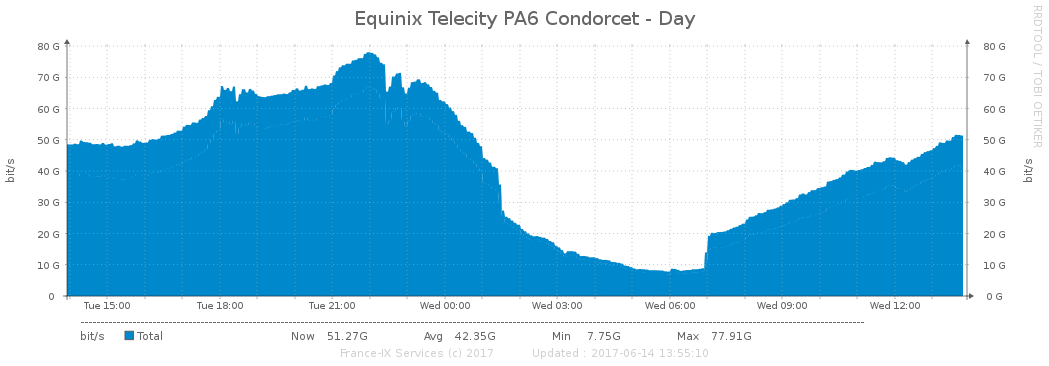 Equinix Telecity PA6 Condorcet - Day
RRDTOOL / TOBI OETIKER
80 G 80 G
70 G 70 G
60 G 60 G
50 G 50 G
40 G 40 G
30 G 30 G
20 G 20 G
10 G 10 G
0 0 G
bit/s bit/s
Tue 15:00 Tue 18:00 Tue 21:00 Wed 00:00 Wed 03:00 Wed 06:00 Wed 09:00 Wed 12:00
bit/s Total Now 51.27G Avg 42.35G Min 7.75G Max 77.91G
France-IX Services (c) 2017 Updated : 2017-06-14 13:55:10